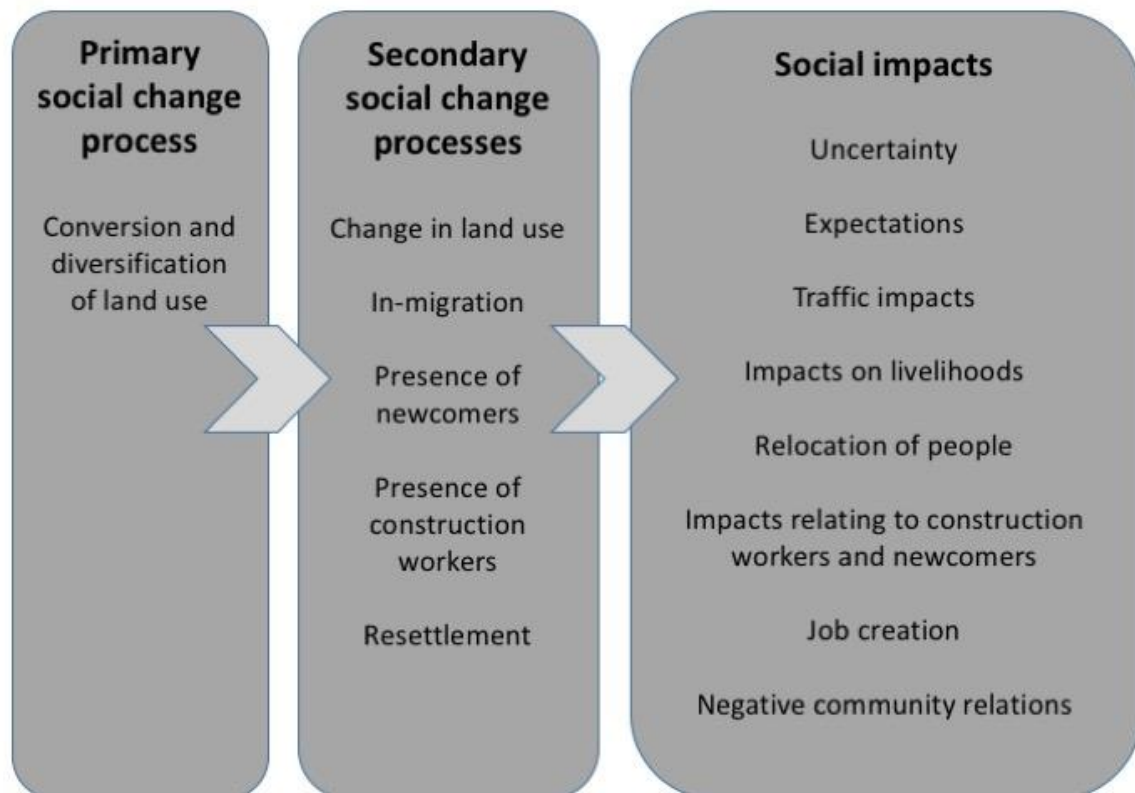 Primary
social change
process
Conversion and
diversification
of land use
Secondary
social change
processes
Change in land use
In-migration
Presence of
newcomers
Presence of
construction
workers
Resettlement
Social impacts
Uncertainty
Expectations
Traffic impacts
Impacts on livelihoods
Relocation of people
Impacts relating to construction
workers and newcomers
Job creation
Negative community relations